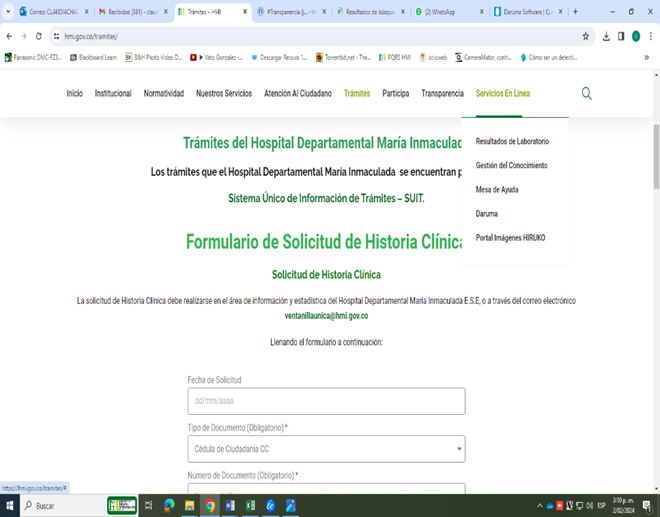 Correo: CLAUDIACHAC
Recibidos (381) - claud
Trámites – HMI
#Transparencia |... – H
Resultados de búsque
(2) WhatsApp
Daruma Software | Qu
hmi.gov.co/tramites/
Panasonic DMC-FZ3...
Blackboard Learn
B&H Photo Video D...
Vato Gonzalez -...
Descargar Recuva 1...
Torrentbit.net - The...
PQRS HMI
ocioweb
CameraMator: contr...
Cómo ser un detecti...
Inicio Institucional Normatividad Nuestros Servicios Atención Al Ciudadano Trámites Participa Transparencia Servicios En Línea
Resultados de Laboratorio
Gestión del Conocimiento
Mesa de Ayuda
Daruma
Portal Imágenes HIRUKO
Trámites del Hospital Departamental María Inmaculad
Los trámites que el Hospital Departamental María Inmaculada se encuentran p
Sistema Único de Información de Trámites – SUIT.
Formulario de Solicitud de Historia Clínica
Solicitud de Historia Clínica
La solicitud de Historia Clínica debe realizarse en el área de información y estadística del Hospital Departamental María Inmaculada E.S.E, o a través del correo electrónico
ventanillaunica@hmi.gov.co
Llenando el formulario a continuación:
Fecha de Solicitud
dd/mm/aaaa
Tipo de Documento (Obligatorio) *
Cédula de Ciudadanía CC
Número de Documento (Obligatorio) *
https://hmi.gov.co/tramites/#
Buscar
ESP
3:10 p. m.
2/02/2024